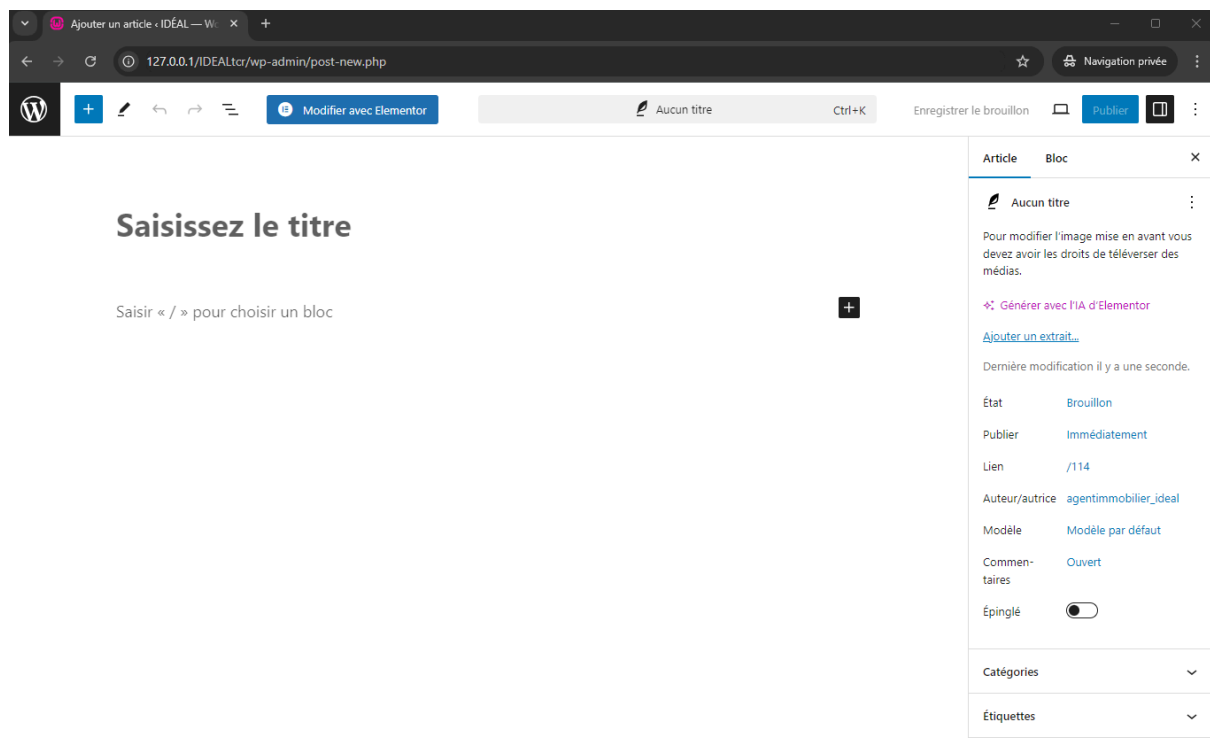 Ajouter un article ‹ IDÉAL — Wo
127.0.0.1/IDEALtcr/wp-admin/post-new.php
Navigation privée
Modifier avec Elementor
Aucun titre
Ctrl+K
Enregistrer le brouillon
Publier
Article
Bloc
Saisissez le titre
Saisir « / » pour choisir un bloc
Aucun titre
Pour modifier l'image mise en avant vous
devez avoir les droits de téléverser des
médias.
Générer avec l'IA d'Elementor
Ajouter un extrait...
Dernière modification il y a une seconde.
État
Brouillon
Publier
Immédiatement
Lien
/114
Auteur/autrice
agentimmobilier_ideal
Modèle
Modèle par défaut
Commen-
taires
Ouvert
Épinglé
Catégories
Étiquettes